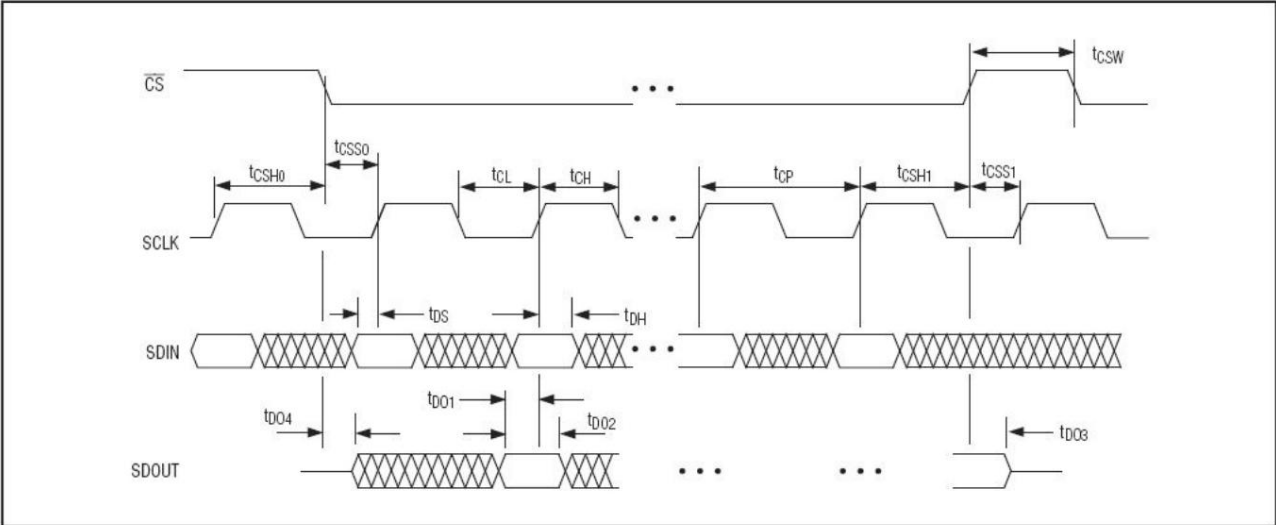 CS
tCSW
tCSS0
tCSH0
tCL
tCH
tCP
tCSH1
tCSS1
SCLK
tDS
tDH
SDIN
tDO1
tDO4
tDO2
tDO3
SDOUT